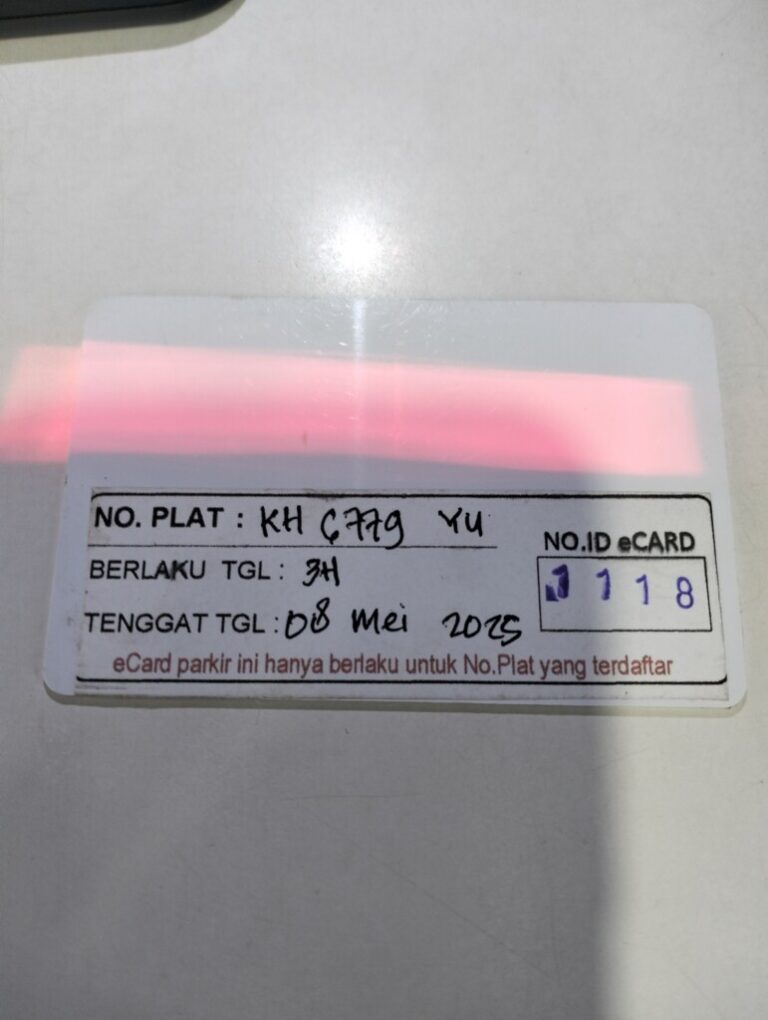 NO. PLAT : KH 6779 YU
NO.ID eCARD
BERLAKU TGL : 3H
1118
TENGGAT TGL : 08 Mei 2025
eCard parkir ini hanya berlaku untuk No.Plat yang terdaftar